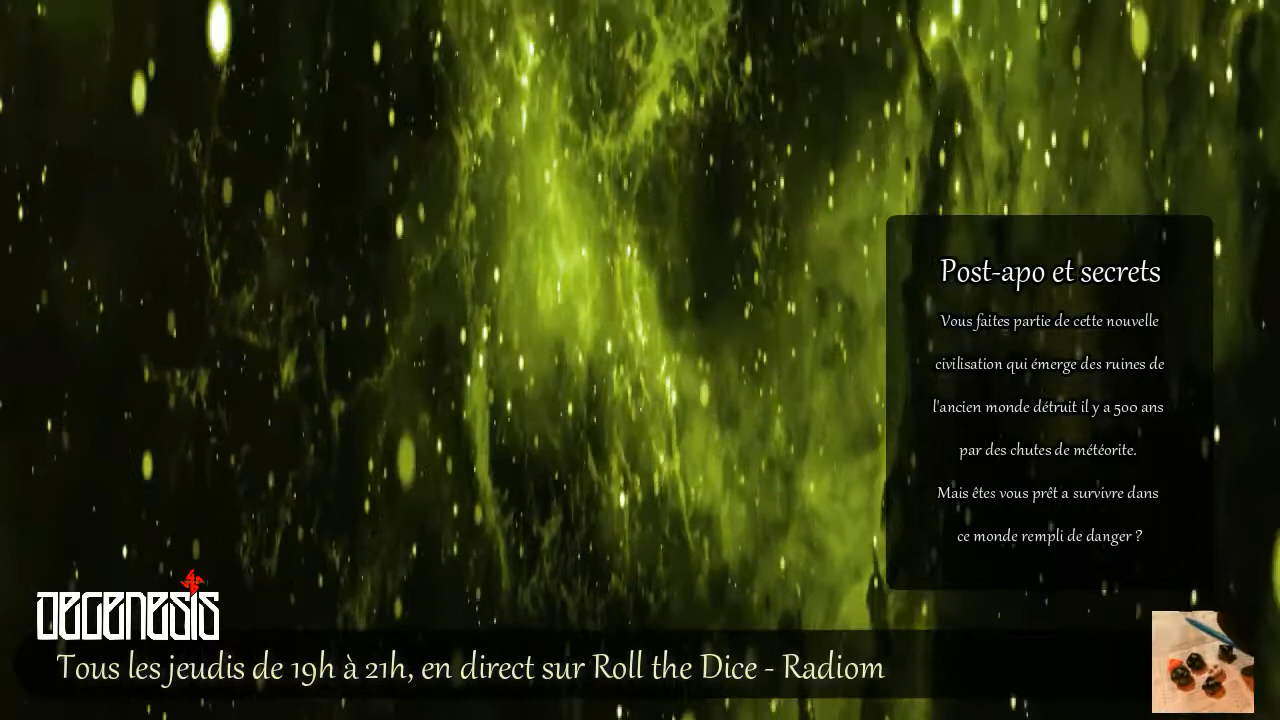 Post-apo et secrets
Vous faites partie de cette nouvelle
civilisation qui émerge des ruines de
l'ancien monde détruit il y a 500 ans
par des chutes de météorite.
Mais êtes vous prêt a survivre dans
ce monde rempli de danger ?
DEGENESIS
Tous les jeudis de 19h à 21h, en direct sur Roll the Dice - Radiom